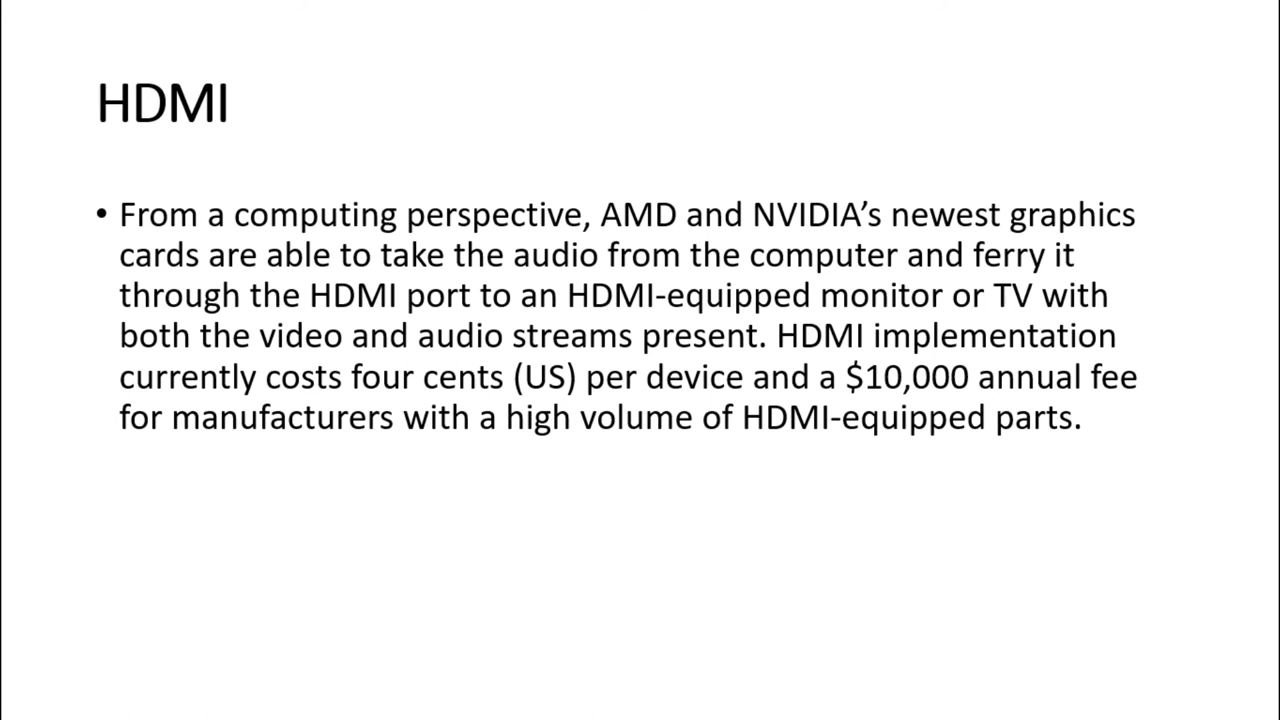 HDMI
• From a computing perspective, AMD and NVIDIA’s newest graphics
cards are able to take the audio from the computer and ferry it
through the HDMI port to an HDMI-equipped monitor or TV with
both the video and audio streams present. HDMI implementation
currently costs four cents (US) per device and a $10,000 annual fee
for manufacturers with a high volume of HDMI-equipped parts.